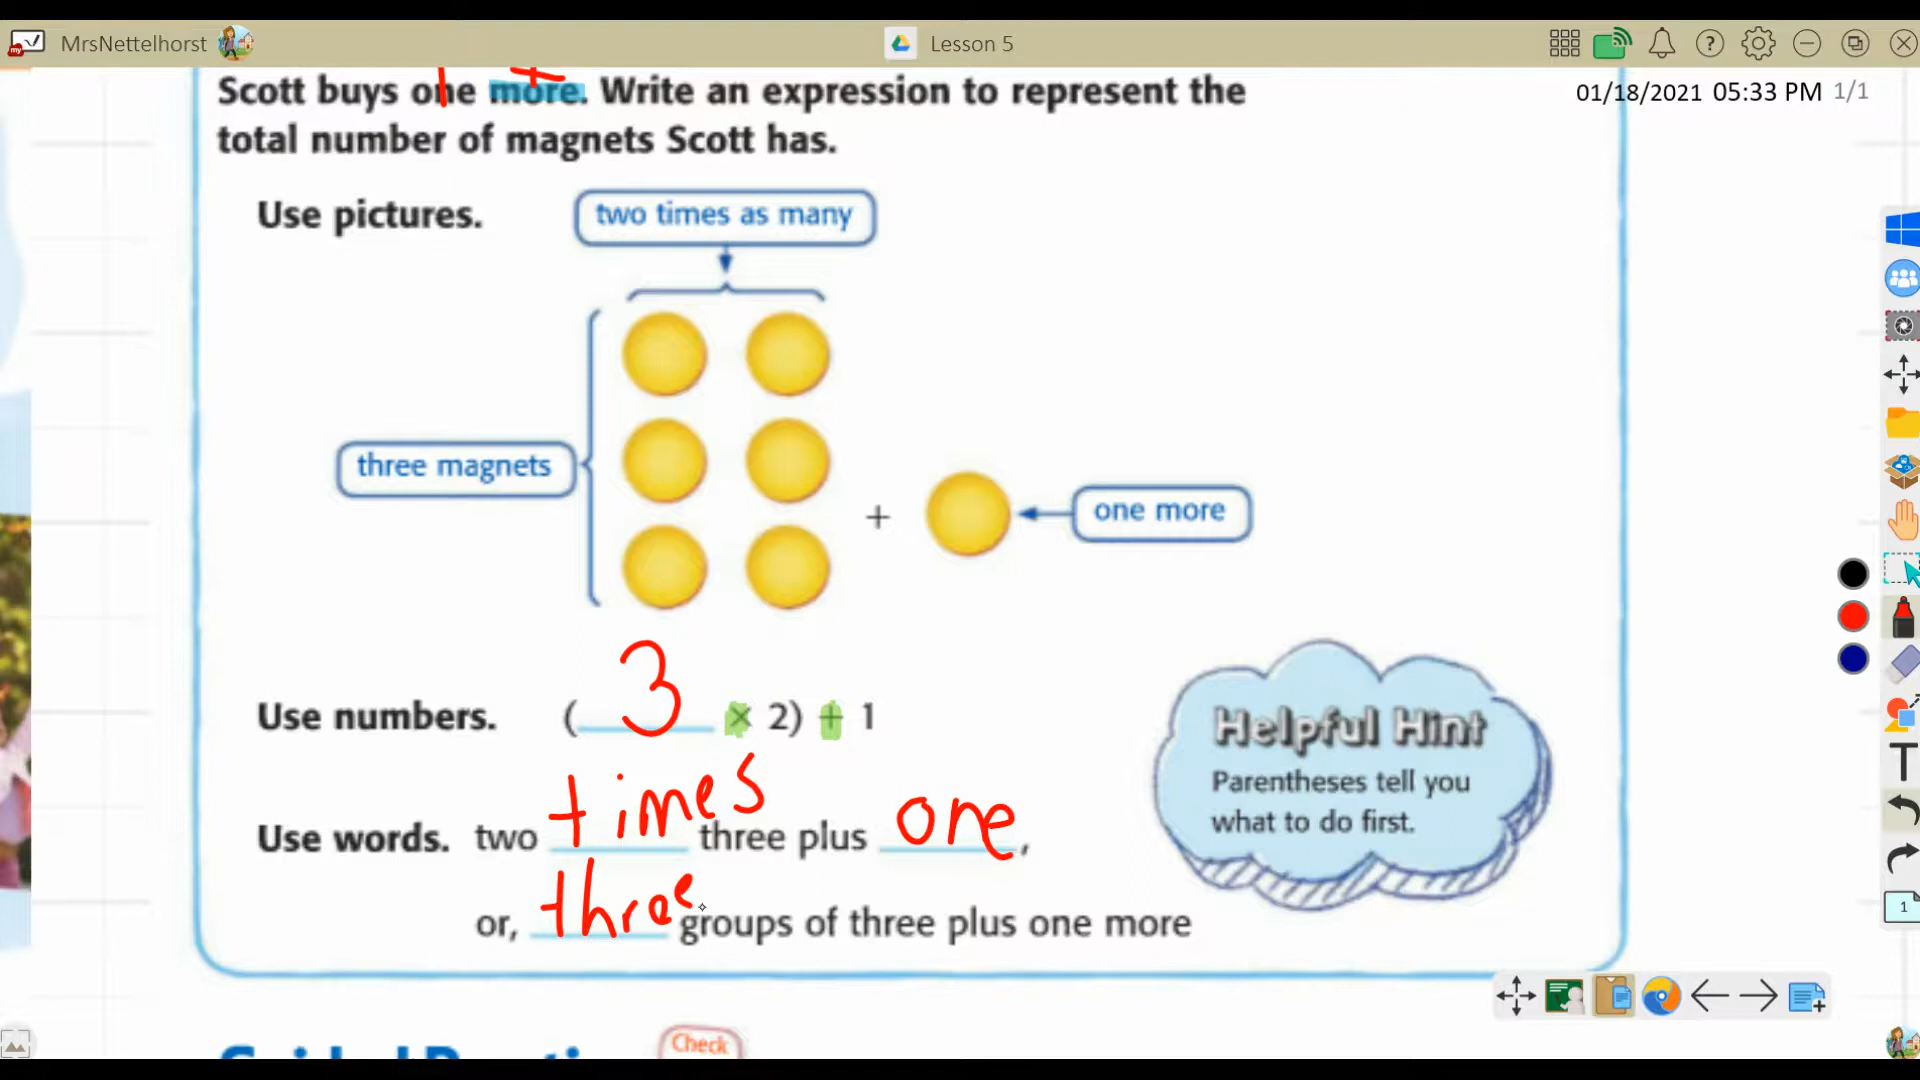 MrsNettelhorst
Lesson 5
01/18/2021 05:33 PM 1/1
Scott buys one more. Write an expression to represent the
total number of magnets Scott has.
Use pictures.
two times as many
three magnets
+
one more
Use numbers. (3 × 2) + 1
Use words. two times three plus one,
or, three groups of three plus one more
Helpful Hint
Parentheses tell you
what to do first.
Check
1